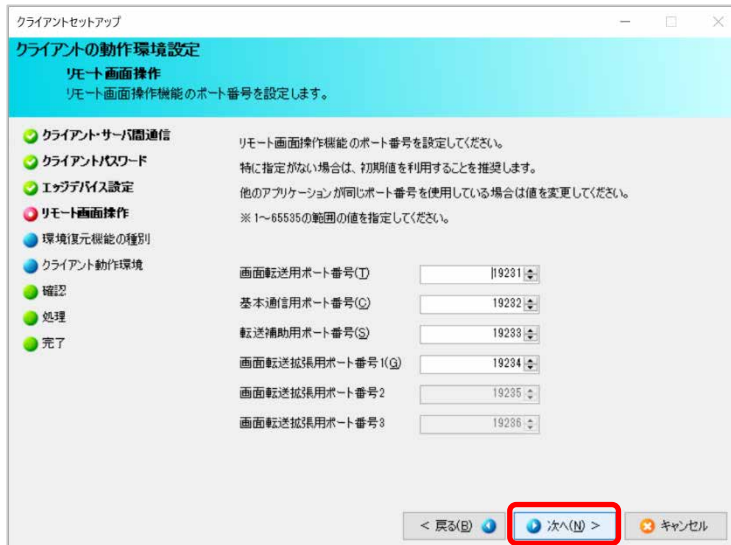 クライアントセットアップ
クライアントの動作環境設定
リモート画面操作
リモート画面操作機能のポート番号を設定します。
クライアント・サーバ間通信
クライアントパスワード
エッジデバイス設定
リモート画面操作
環境復元機能の種別
クライアント動作環境
確認
処理
完了
リモート画面操作機能のポート番号を設定してください。
特に指定がない場合は、初期値を利用することを推奨します。
他のアプリケーションが同じポート番号を使用している場合は値を変更してください。
※ 1～65535の範囲の値を指定してください。
画面転送用ポート番号(T) 19231
基本通信用ポート番号(C) 19232
転送補助用ポート番号(S) 19233
画面転送拡張用ポート番号1(G) 19234
画面転送拡張用ポート番号2 19235
画面転送拡張用ポート番号3 19236
< 戻る(B) 次へ(N) > キャンセル